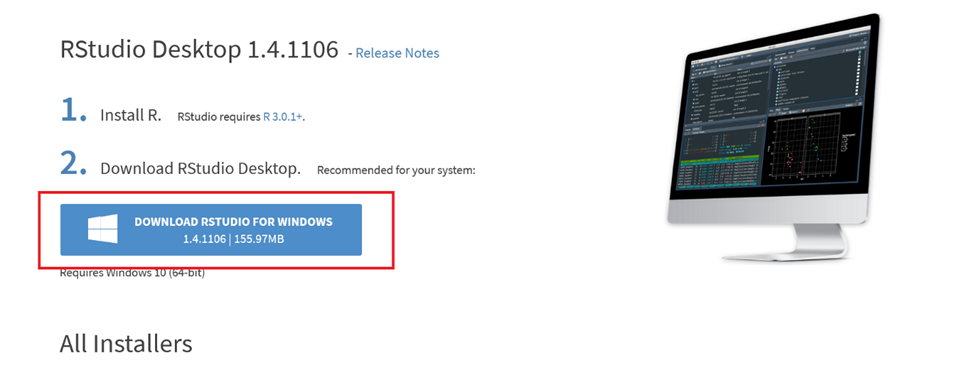 RStudio Desktop 1.4.1106 - Release Notes
1. Install R. RStudio requires R 3.0.1+.
2. Download RStudio Desktop. Recommended for your system:
DOWNLOAD RSTUDIO FOR WINDOWS
1.4.1106 | 155.97MB
Requires Windows 10 (64-bit)
All Installers